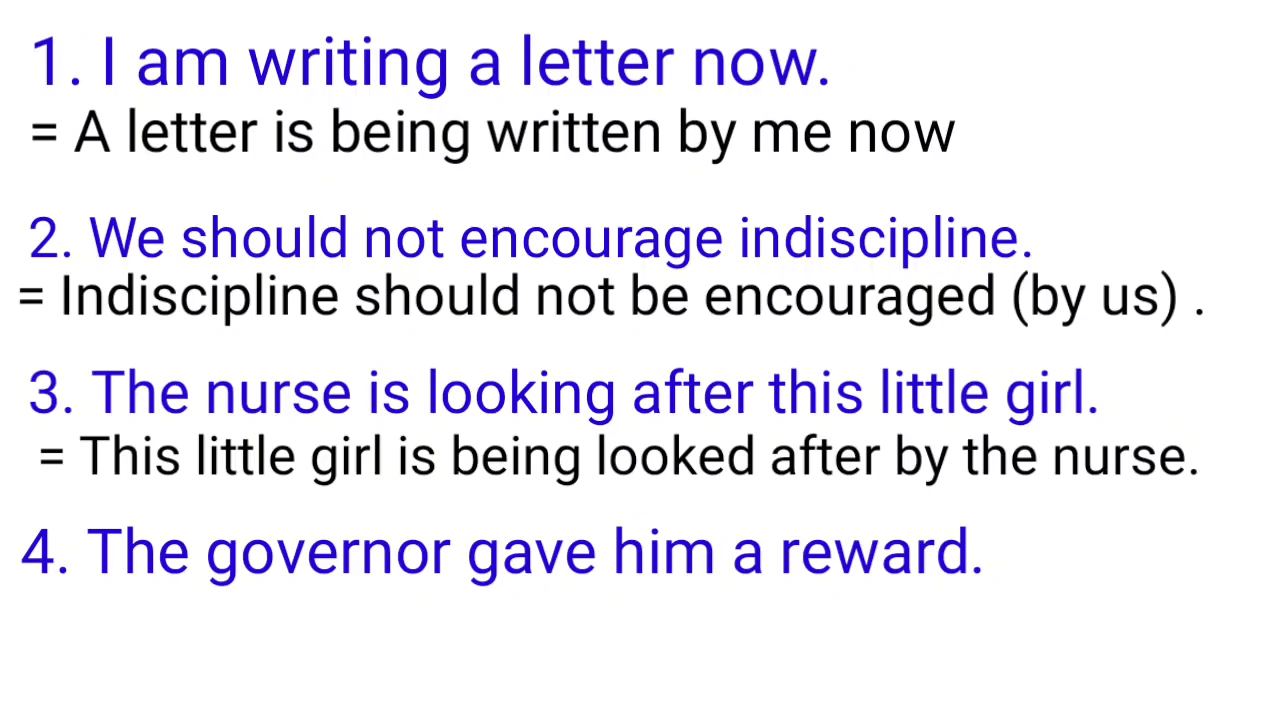 1. I am writing a letter now.
= A letter is being written by me now
2. We should not encourage indiscipline.
= Indiscipline should not be encouraged (by us) .
3. The nurse is looking after this little girl.
= This little girl is being looked after by the nurse.
4. The governor gave him a reward.